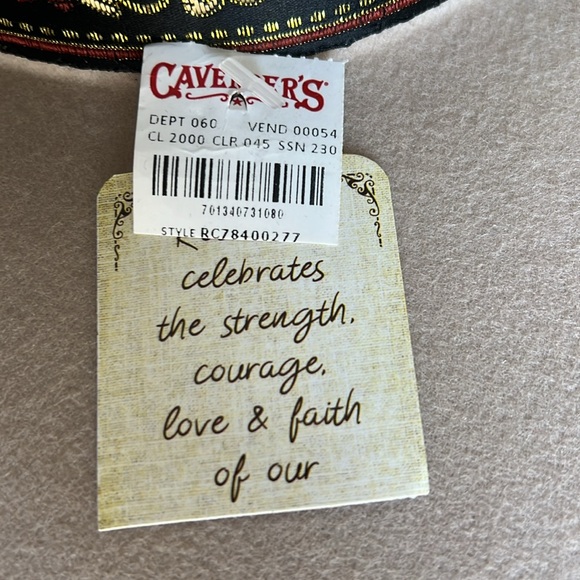 CAVENDER'S
DEPT 060 VEND 00054
CL 2000 CLR 045 SSN 230
701340731080
STYLE RC78400277
celebrates
the strength,
courage,
love & faith
of our